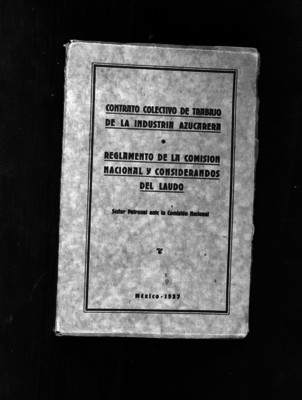 CONTRATO COLECTIVO DE TRABAJO
DE LA INDUSTRIA AZUCARERA
REGLAMENTO DE LA COMISION
NACIONAL Y CONSIDERANDOS
DEL LAUDO
Sector Patronal ante la Comisión Nacional
México - 1937